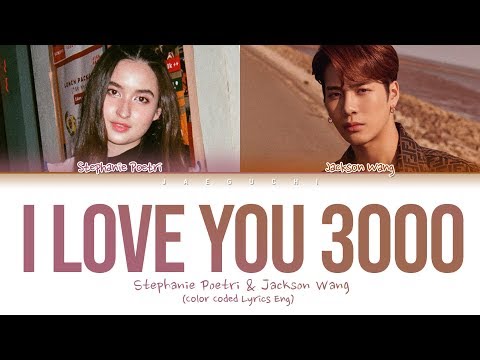 Stephanie Poetri
Jackson Wang
JAEGUCHI
I LOVE YOU 3000
Stephanie Poetri & Jackson Wang
(Color Coded Lyrics Eng)